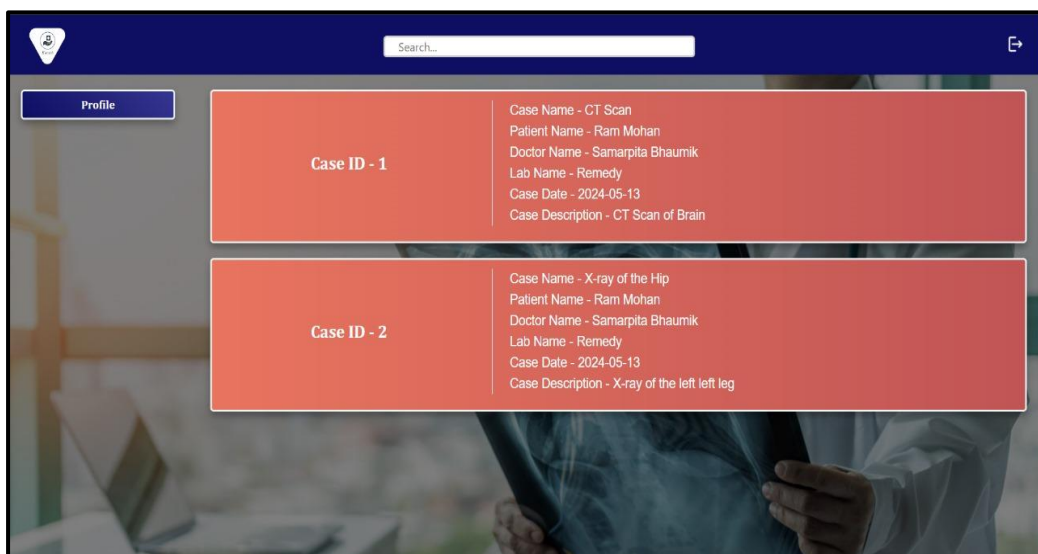 Search...
Profile
Case ID - 1
Case Name - CT Scan
Patient Name - Ram Mohan
Doctor Name - Samarpita Bhaumik
Lab Name - Remedy
Case Date - 2024-05-13
Case Description - CT Scan of Brain
Case ID - 2
Case Name - X-ray of the Hip
Patient Name - Ram Mohan
Doctor Name - Samarpita Bhaumik
Lab Name - Remedy
Case Date - 2024-05-13
Case Description - X-ray of the left left leg